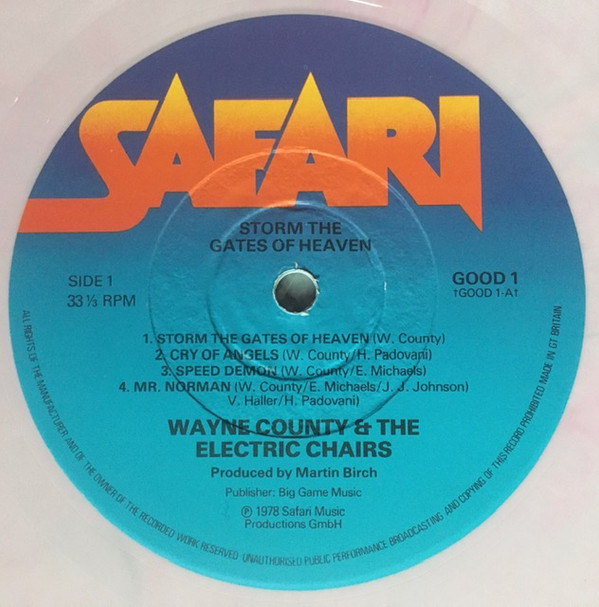 SAFARI
STORM THE
GATES OF HEAVEN
SIDE 1
33 ⅓ RPM
GOOD 1
†GOOD 1-A†
1. STORM THE GATES OF HEAVEN (W. County)
2. CRY OF ANGELS (W. County/H. Padovani)
3. SPEED DEMON (W. County/E. Michaels)
4. MR. NORMAN (W. County/E. Michaels/J. J. Johnson)
V. Haller/H. Padovani)
WAYNE COUNTY & THE
ELECTRIC CHAIRS
Produced by Martin Birch
Publisher: Big Game Music
℗ 1978 Safari Music
Productions GmbH
ALL RIGHTS OF THE MANUFACTURER AND OF THE OWNER OF THE RECORDED WORK RESERVED UNAUTHORISED PUBLIC PERFORMANCE BROADCASTING AND COPYING OF THIS RECORD PROHIBITED MADE IN GT BRITAIN